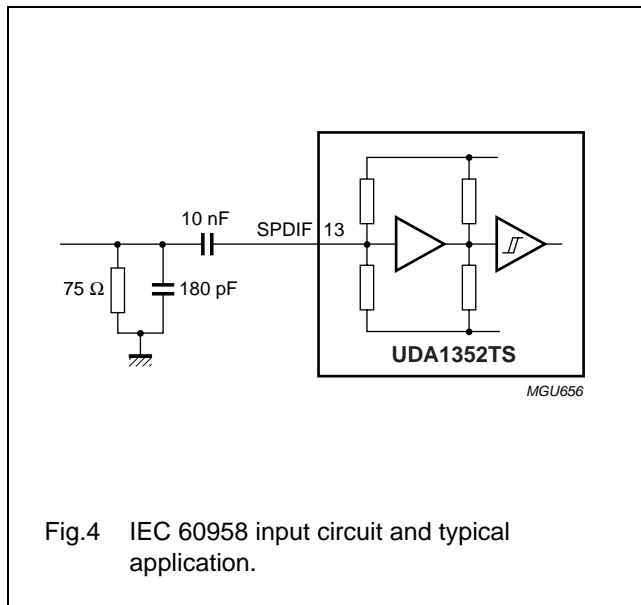 10 nF
SPDIF 13
75 Ω
180 pF
UDA1352TS
MGU656
Fig.4 IEC 60958 input circuit and typical
application.